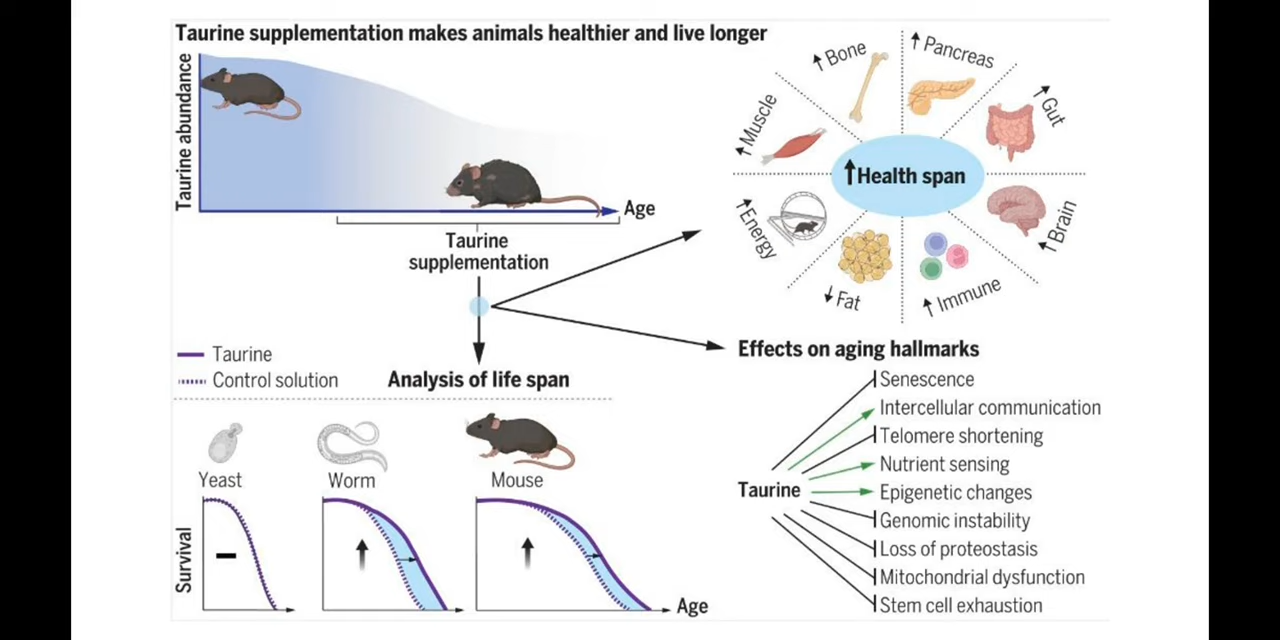 Taurine supplementation makes animals healthier and live longer
Taurine abundance
Age
Taurine
supplementation
↑ Bone
↑ Pancreas
↑ Gut
↑ Brain
↑ Immune
↓ Fat
↑ Energy
↑ Muscle
↑Health span
Taurine
Control solution
Analysis of life span
Yeast
Worm
Mouse
Survival
Age
Effects on aging hallmarks
Taurine
Senescence
Intercellular communication
Telomere shortening
Nutrient sensing
Epigenetic changes
Genomic instability
Loss of proteostasis
Mitochondrial dysfunction
Stem cell exhaustion